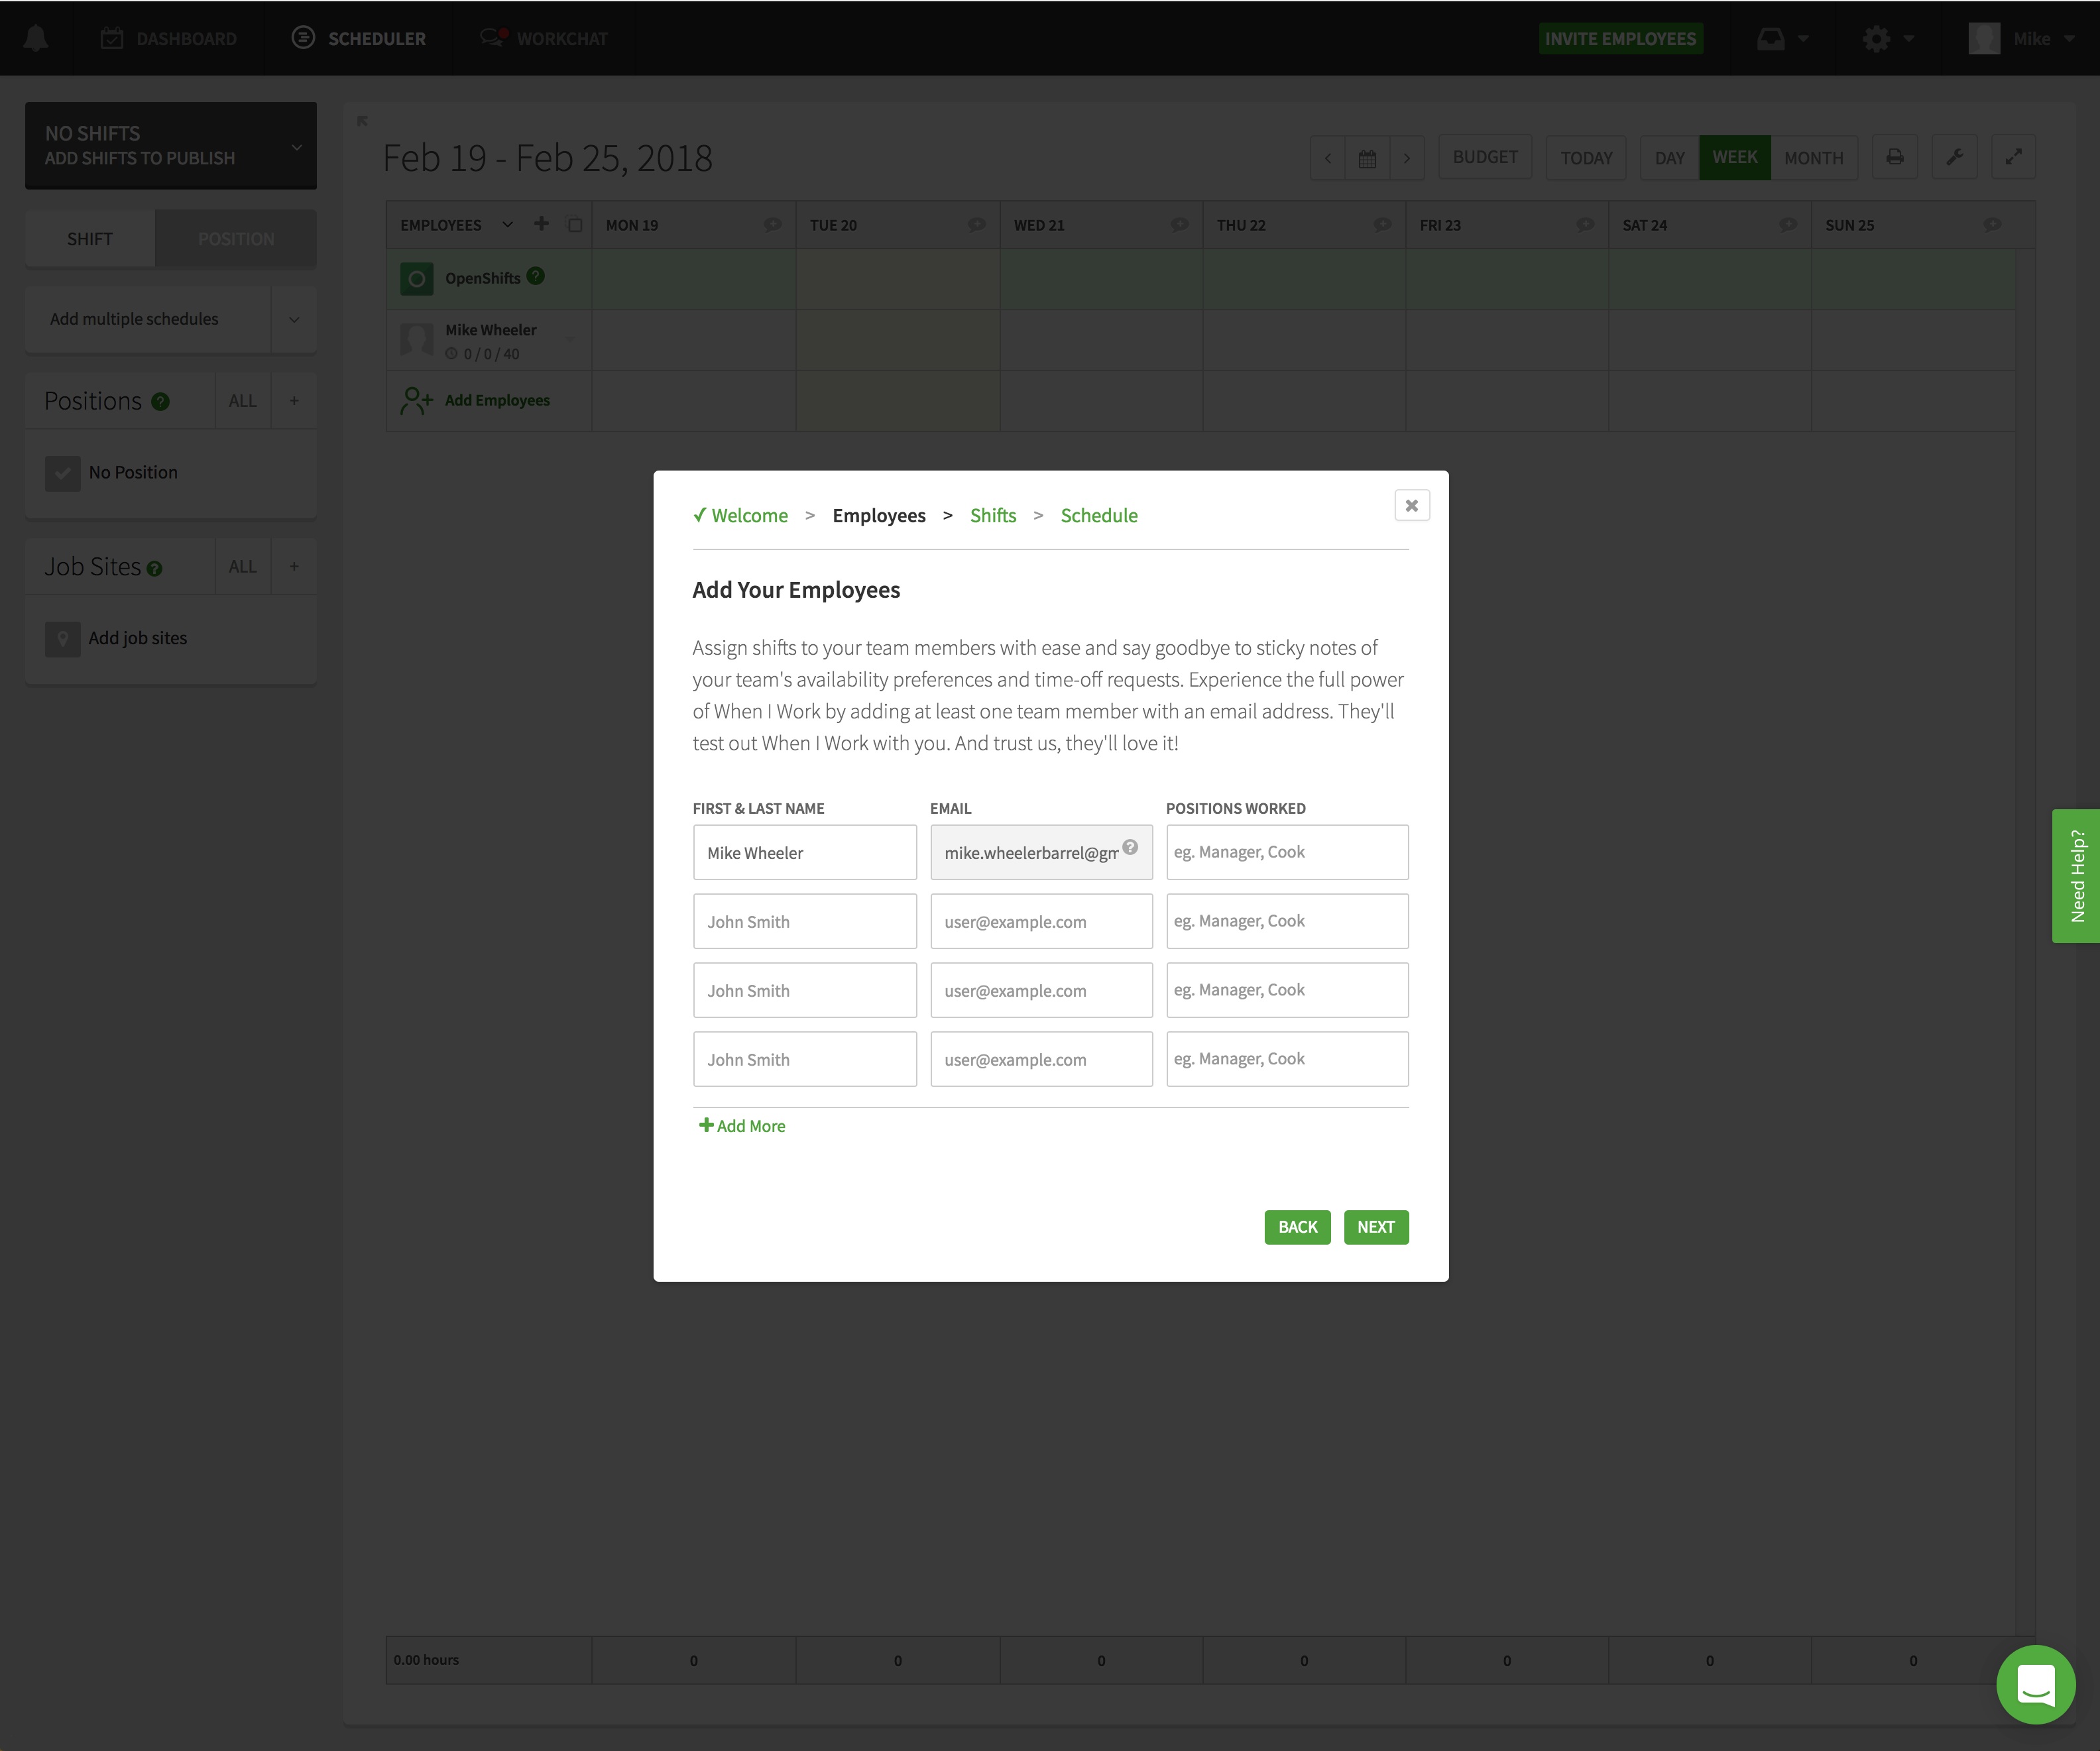 DASHBOARD
SCHEDULER
WORKCHAT
INVITE EMPLOYEES
Mike
NO SHIFTS
ADD SHIFTS TO PUBLISH
SHIFT
POSITION
Add multiple schedules
Positions ?
ALL
+
No Position
Job Sites ?
ALL
+
Add job sites
Feb 19 - Feb 25, 2018
BUDGET
TODAY
DAY
WEEK
MONTH
EMPLOYEES
MON 19
TUE 20
WED 21
THU 22
FRI 23
SAT 24
SUN 25
OpenShifts ?
Mike Wheeler
0 / 0 / 40
Add Employees
✓ Welcome > Employees > Shifts > Schedule
Add Your Employees
Assign shifts to your team members with ease and say goodbye to sticky notes of
your team's availability preferences and time-off requests. Experience the full power
of When I Work by adding at least one team member with an email address. They'll
test out When I Work with you. And trust us, they'll love it!
FIRST & LAST NAME
EMAIL
POSITIONS WORKED
Mike Wheeler
mike.wheelerbarrel@gm
?
eg. Manager, Cook
John Smith
user@example.com
eg. Manager, Cook
John Smith
user@example.com
eg. Manager, Cook
John Smith
user@example.com
eg. Manager, Cook
+ Add More
BACK
NEXT
Need Help?
0.00 hours
0
0
0
0
0
0
0